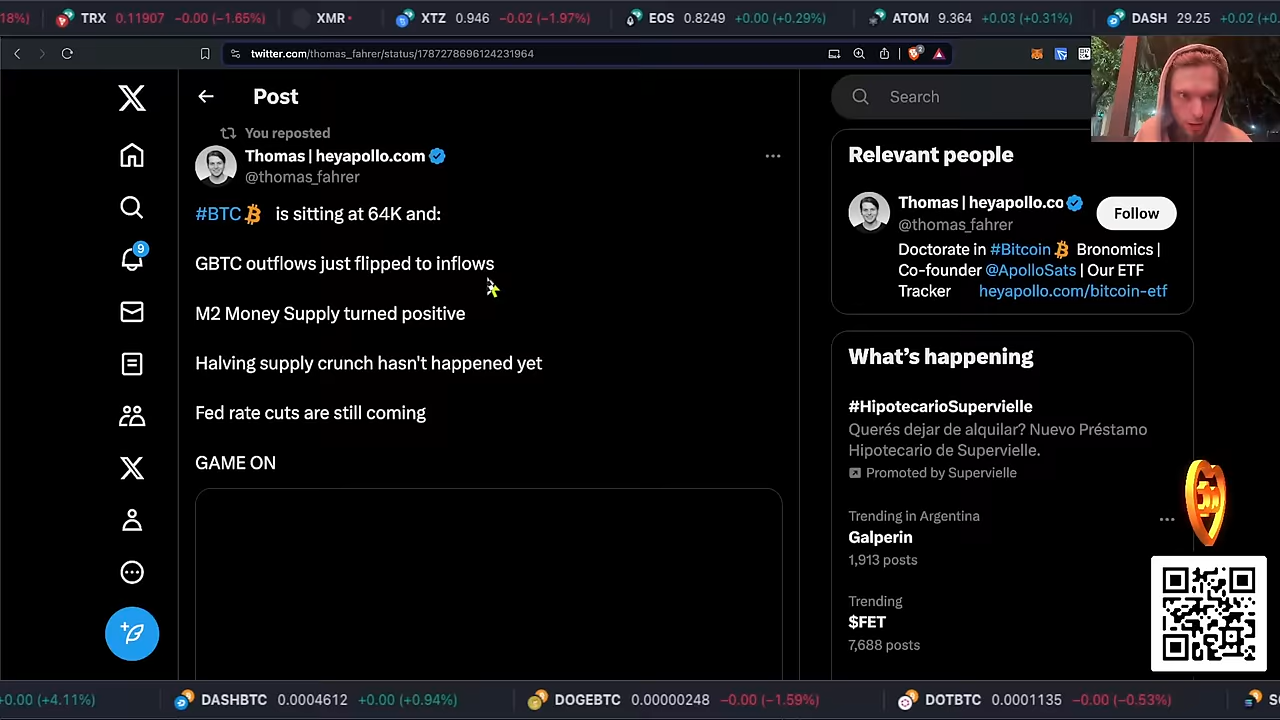 18%)
TRX 0.11907 −0.00 (−1.65%)
XMR
XTZ 0.946 −0.02 (−1.97%)
EOS 0.8249 +0.00 (+0.29%)
ATOM 9.364 +0.03 (+0.31%)
DASH 29.25 +0.02 (+0.
twitter.com/thomas_fahrer/status/1787278696124231964
Post
Search
You reposted
Thomas | heyapollo.com
@thomas_fahrer
#BTC is sitting at 64K and:
GBTC outflows just flipped to inflows
M2 Money Supply turned positive
Halving supply crunch hasn't happened yet
Fed rate cuts are still coming
GAME ON
9
Relevant people
Thomas | heyapollo.co
@thomas_fahrer
Follow
Doctorate in #Bitcoin Bronomics |
Co-founder @ApolloSats | Our ETF
Tracker heyapollo.com/bitcoin-etf
What's happening
#HipotecarioSupervielle
Querés dejar de alquilar? Nuevo Préstamo
Hipotecario de Supervielle.
Promoted by Supervielle
Trending in Argentina
Galperin
1,913 posts
Trending
$FET
7,688 posts
+0.00 (+4.11%)
DASHBTC 0.0004612 +0.00 (+0.94%)
DOGEBTC 0.00000248 −0.00 (−1.59%)
DOTBTC 0.0001135 −0.00 (−0.53%)